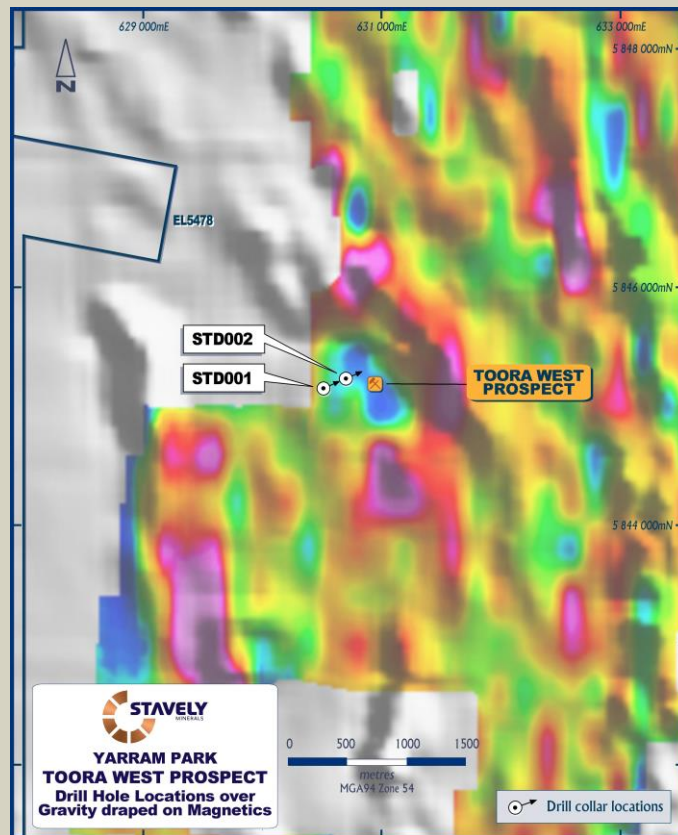 629 000mE
631 000mE
633 000mE
5 848 000mN
N
EL5478
5 846 000mN
STD002
STD001
TOORA WEST
PROSPECT
5 844 000mN
STAVELY
MINERALS
YARRAM PARK
TOORA WEST PROSPECT
Drill Hole Locations over
Gravity draped on Magnetics
0 500 1000 1500
metres
MGA94 Zone 54
Drill collar locations